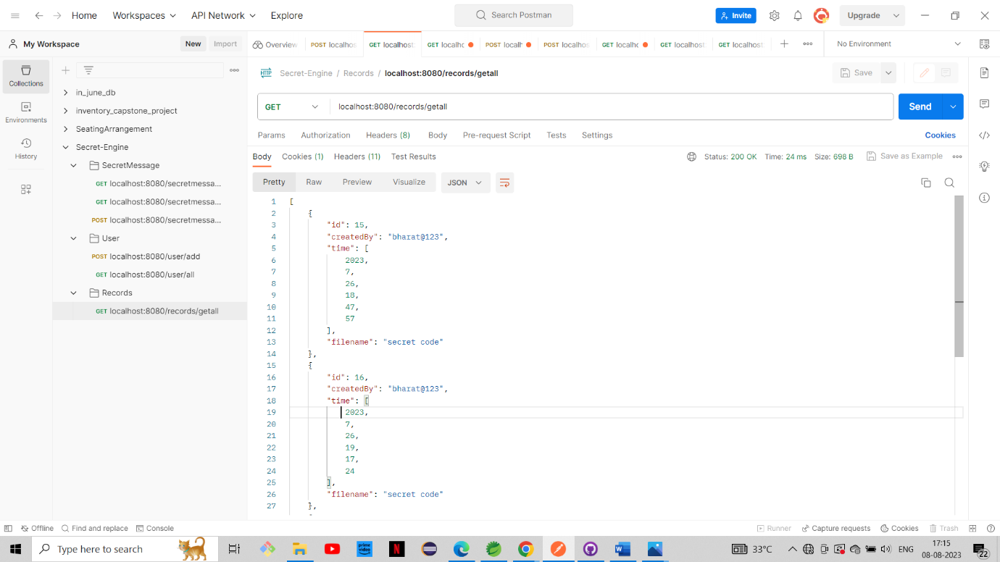 Home Workspaces API Network Explore Search Postman Invite Upgrade
My Workspace New Import Overview POST localhos GET localhost: GET localhc POST localh POST localhos GET localhc GET localhost: GET localhost No Environment
Collections
Environments
History
in_june_db
inventory_capstone_project
SeatingArrangement
Secret-Engine
SecretMessage
GET localhost:8080/secretmessa...
GET localhost:8080/secretmessa...
POST localhost:8080/secretmessa...
User
POST localhost:8080/user/add
GET localhost:8080/user/all
Records
GET localhost:8080/records/getall
HTTP Secret-Engine / Records / localhost:8080/records/getall Save
GET localhost:8080/records/getall Send
Params Authorization Headers (8) Body Pre-request Script Tests Settings Cookies
Body Cookies (1) Headers (11) Test Results Status: 200 OK Time: 24 ms Size: 698 B Save as Example
Pretty Raw Preview Visualize JSON
1 [
2 {
3 "id": 15,
4 "createdBy": "bharat@123",
5 "time": [
6 2023,
7 7,
8 26,
9 18,
10 47,
11 57
12 ],
13 "filename": "secret code"
14 },
15 {
16 "id": 16,
17 "createdBy": "bharat@123",
18 "time": [
19 2023,
20 7,
21 26,
22 19,
23 17,
24 24
25 ],
26 "filename": "secret code"
27 },
Offline Find and replace Console Runner Capture requests Cookies Trash
Type here to search prime video N W 33°C ENG 17:15
08-08-2023 22